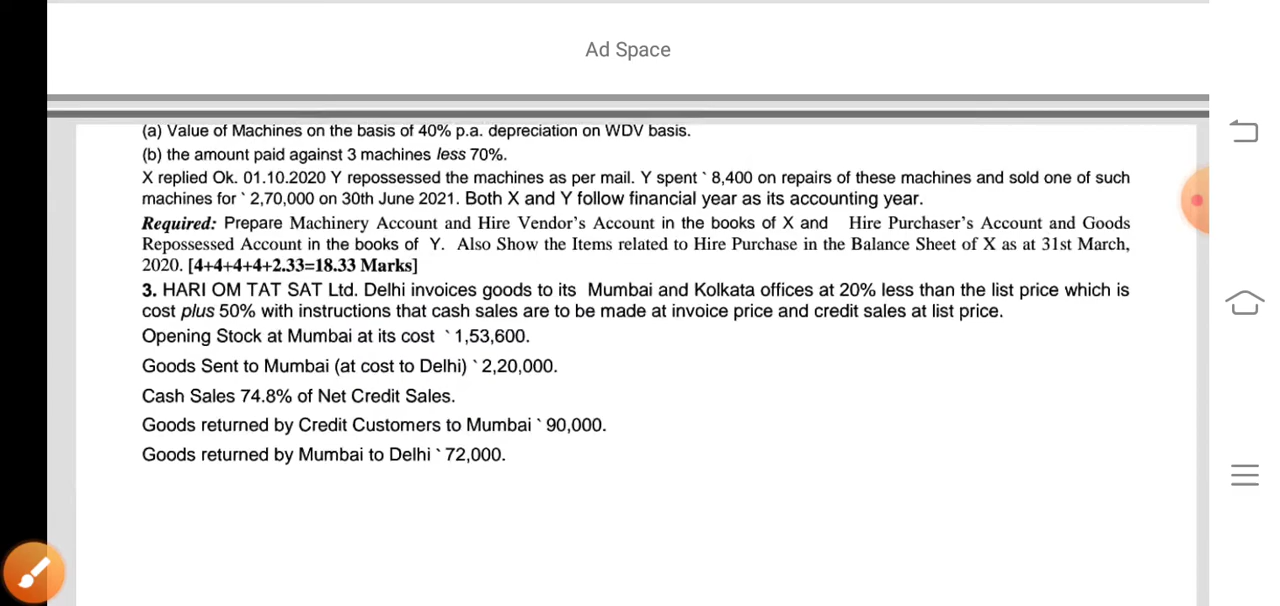 Ad Space
(a) Value of Machines on the basis of 40% p.a. depreciation on WDV basis.
(b) the amount paid against 3 machines less 70%.
X replied Ok. 01.10.2020 Y repossessed the machines as per mail. Y spent ` 8,400 on repairs of these machines and sold one of such
machines for ` 2,70,000 on 30th June 2021. Both X and Y follow financial year as its accounting year.
Required: Prepare Machinery Account and Hire Vendor's Account in the books of X and Hire Purchaser's Account and Goods
Repossessed Account in the books of Y. Also Show the Items related to Hire Purchase in the Balance Sheet of X as at 31st March,
2020. [4+4+4+4+2.33=18.33 Marks]
3. HARI OM TAT SAT Ltd. Delhi invoices goods to its Mumbai and Kolkata offices at 20% less than the list price which is
cost plus 50% with instructions that cash sales are to be made at invoice price and credit sales at list price.
Opening Stock at Mumbai at its cost ` 1,53,600.
Goods Sent to Mumbai (at cost to Delhi) ` 2,20,000.
Cash Sales 74.8% of Net Credit Sales.
Goods returned by Credit Customers to Mumbai ` 90,000.
Goods returned by Mumbai to Delhi ` 72,000.